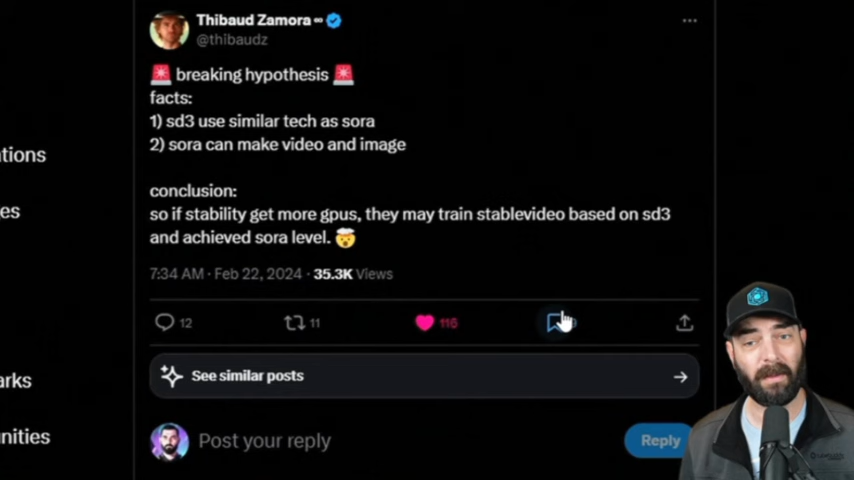 Thibaud Zamora
@thibaudz
🚨 breaking hypothesis 🚨
facts:
1) sd3 use similar tech as sora
2) sora can make video and image
conclusion:
so if stability get more gpus, they may train stablevideo based on sd3
and achieved sora level. 🤯
7:34 AM · Feb 22, 2024 · 35.3K Views
12 11 116
See similar posts
Post your reply
Reply
ations
es
arks
nities